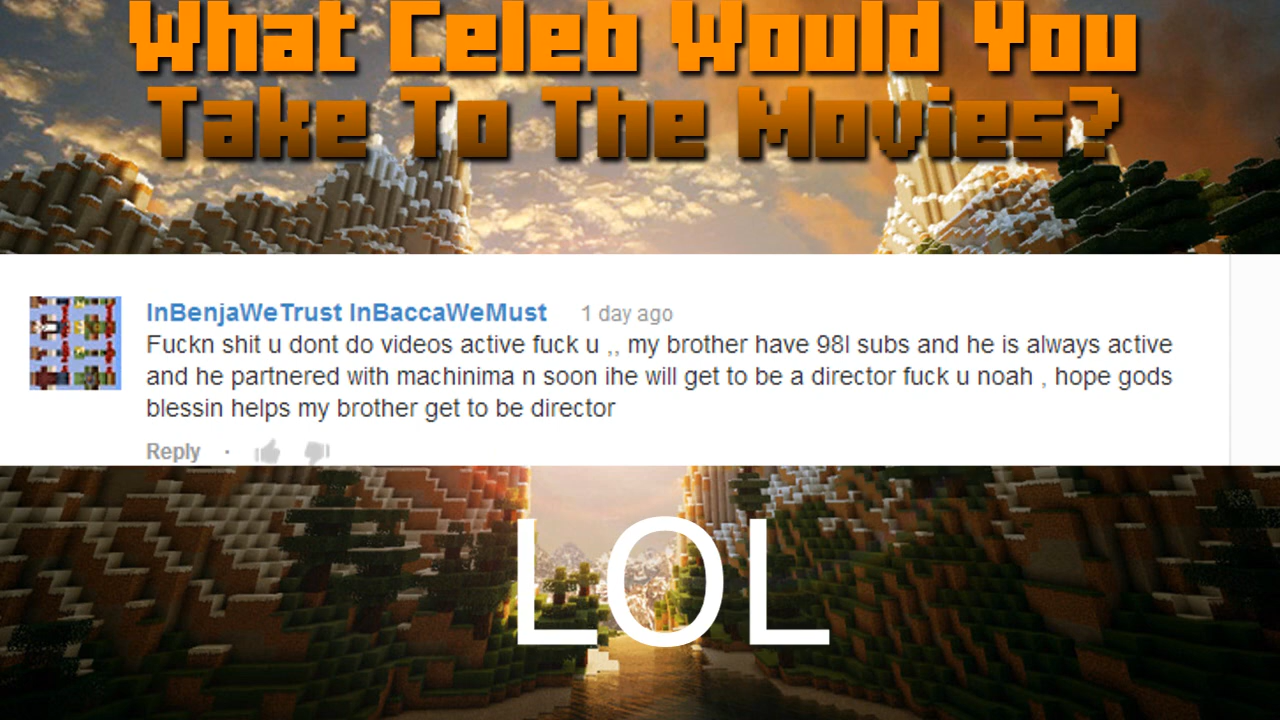 What Celeb Would You
Take To The Movies?
InBenjaWeTrust InBaccaWeMust 1 day ago
Fuckn shit u dont do videos active fuck u ,, my brother have 98l subs and he is always active
and he partnered with machinima n soon ihe will get to be a director fuck u noah , hope gods
blessin helps my brother get to be director
Reply ·
LOL